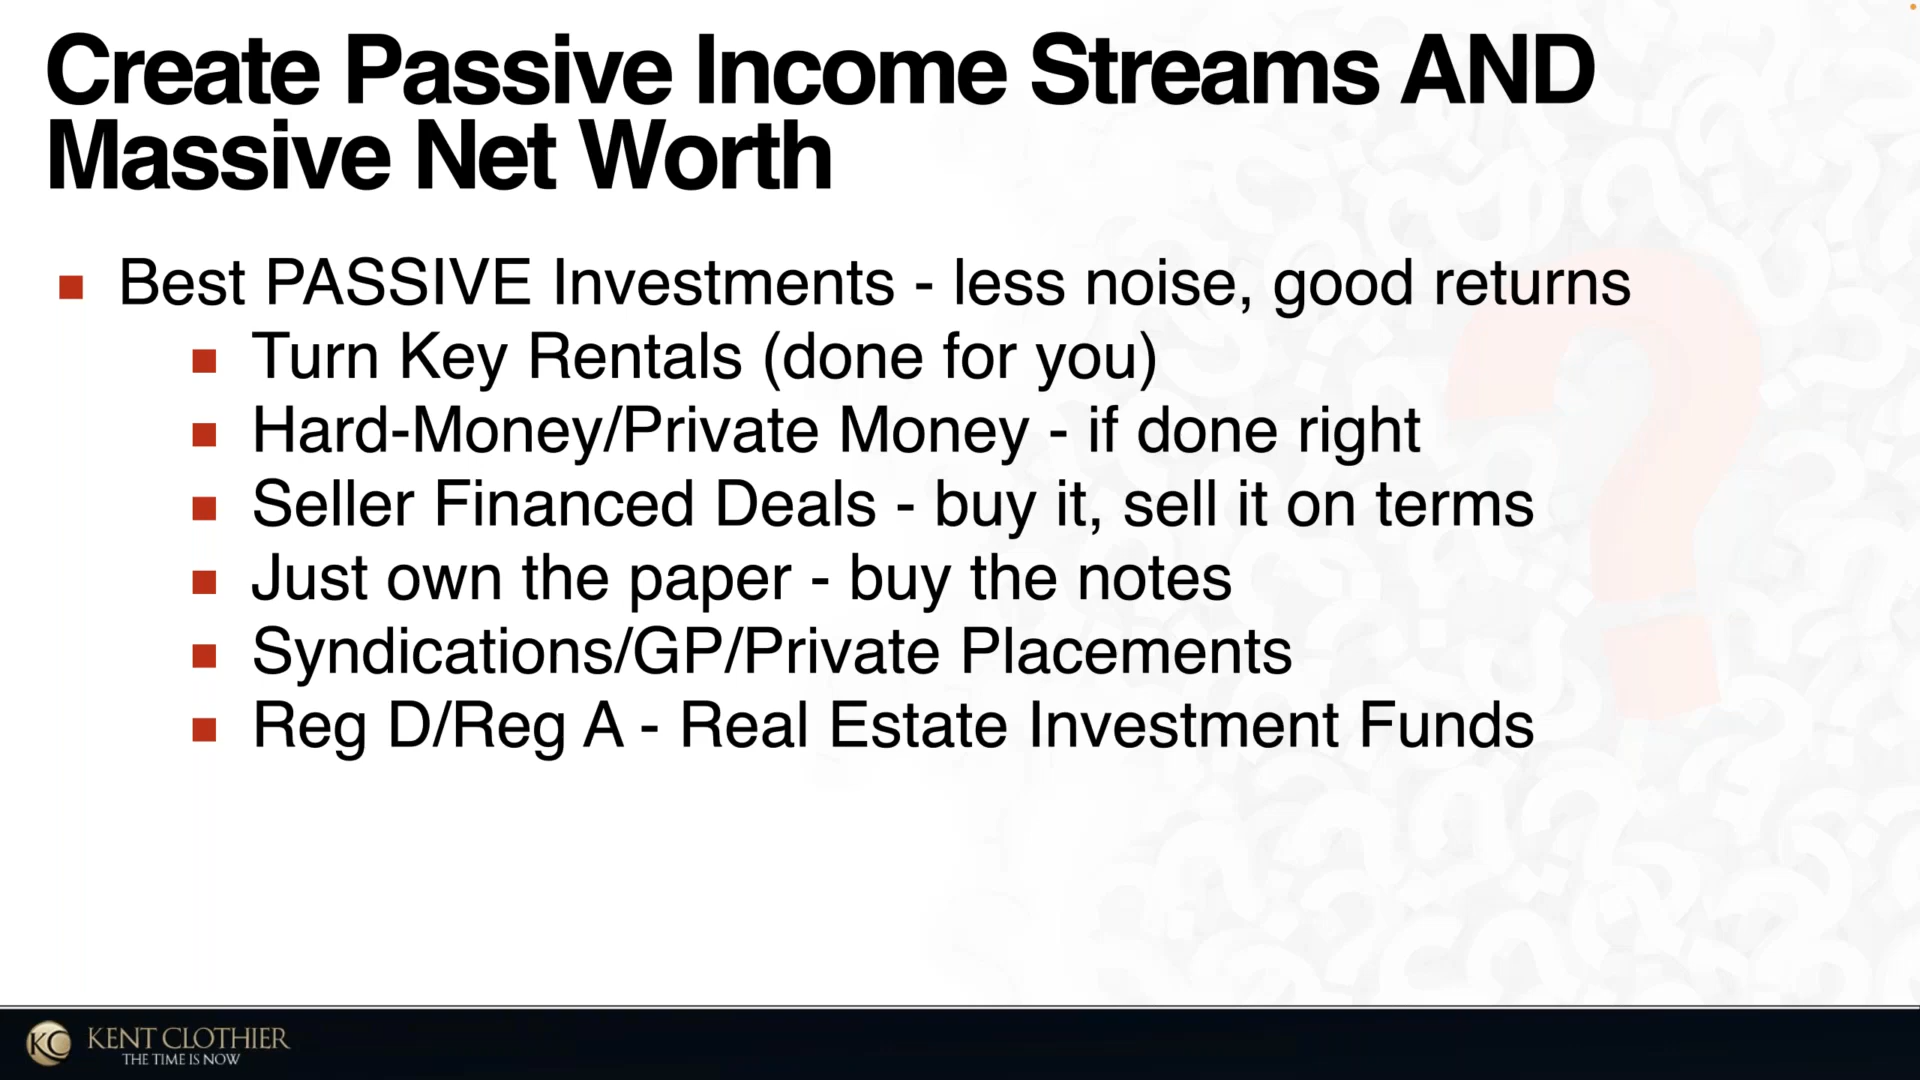 Create Passive Income Streams AND
Massive Net Worth
Best PASSIVE Investments - less noise, good returns
Turn Key Rentals (done for you)
Hard-Money/Private Money - if done right
Seller Financed Deals - buy it, sell it on terms
Just own the paper - buy the notes
Syndications/GP/Private Placements
Reg D/Reg A - Real Estate Investment Funds
KC KENT CLOTHIER
THE TIME IS NOW